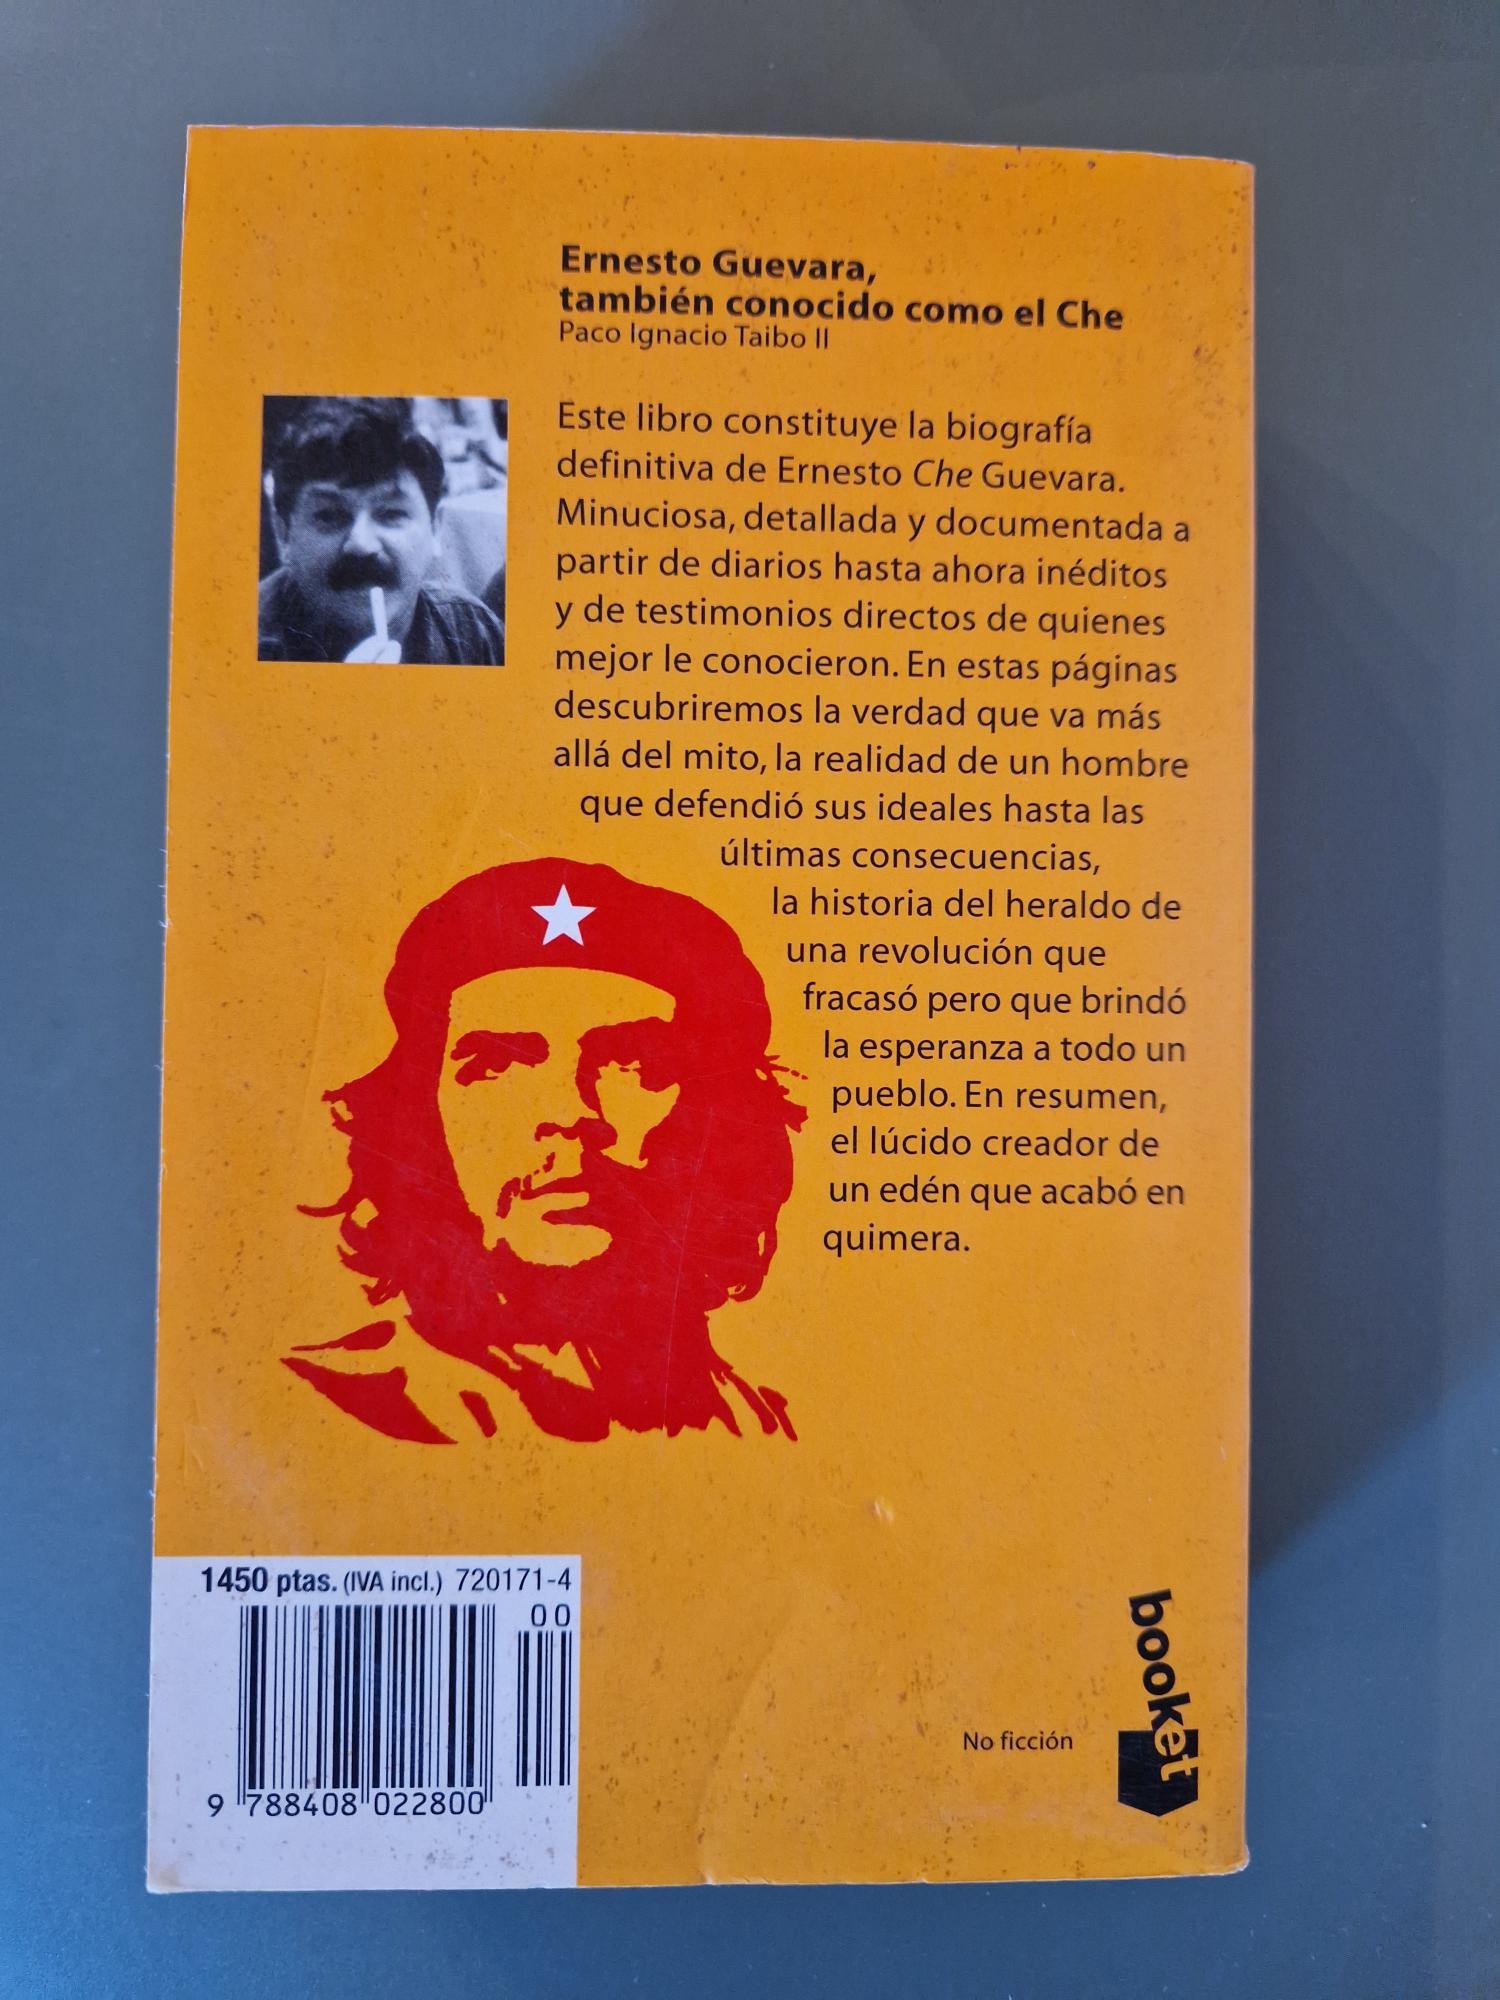 Ernesto Guevara,
también conocido como el Che
Paco Ignacio Taibo II
Este libro constituye la biografía
definitiva de Ernesto Che Guevara.
Minuciosa, detallada y documentada a
partir de diarios hasta ahora inéditos
y de testimonios directos de quienes
mejor le conocieron. En estas páginas
descubriremos la verdad que va más
allá del mito, la realidad de un hombre
que defendió sus ideales hasta las
últimas consecuencias,
la historia del heraldo de
una revolución que
fracasó pero que brindó
la esperanza a todo un
pueblo. En resumen,
el lúcido creador de
un edén que acabó en
quimera.
1450 ptas. (IVA incl.) 720171-4
00
9 788408 022800
No ficción
booket